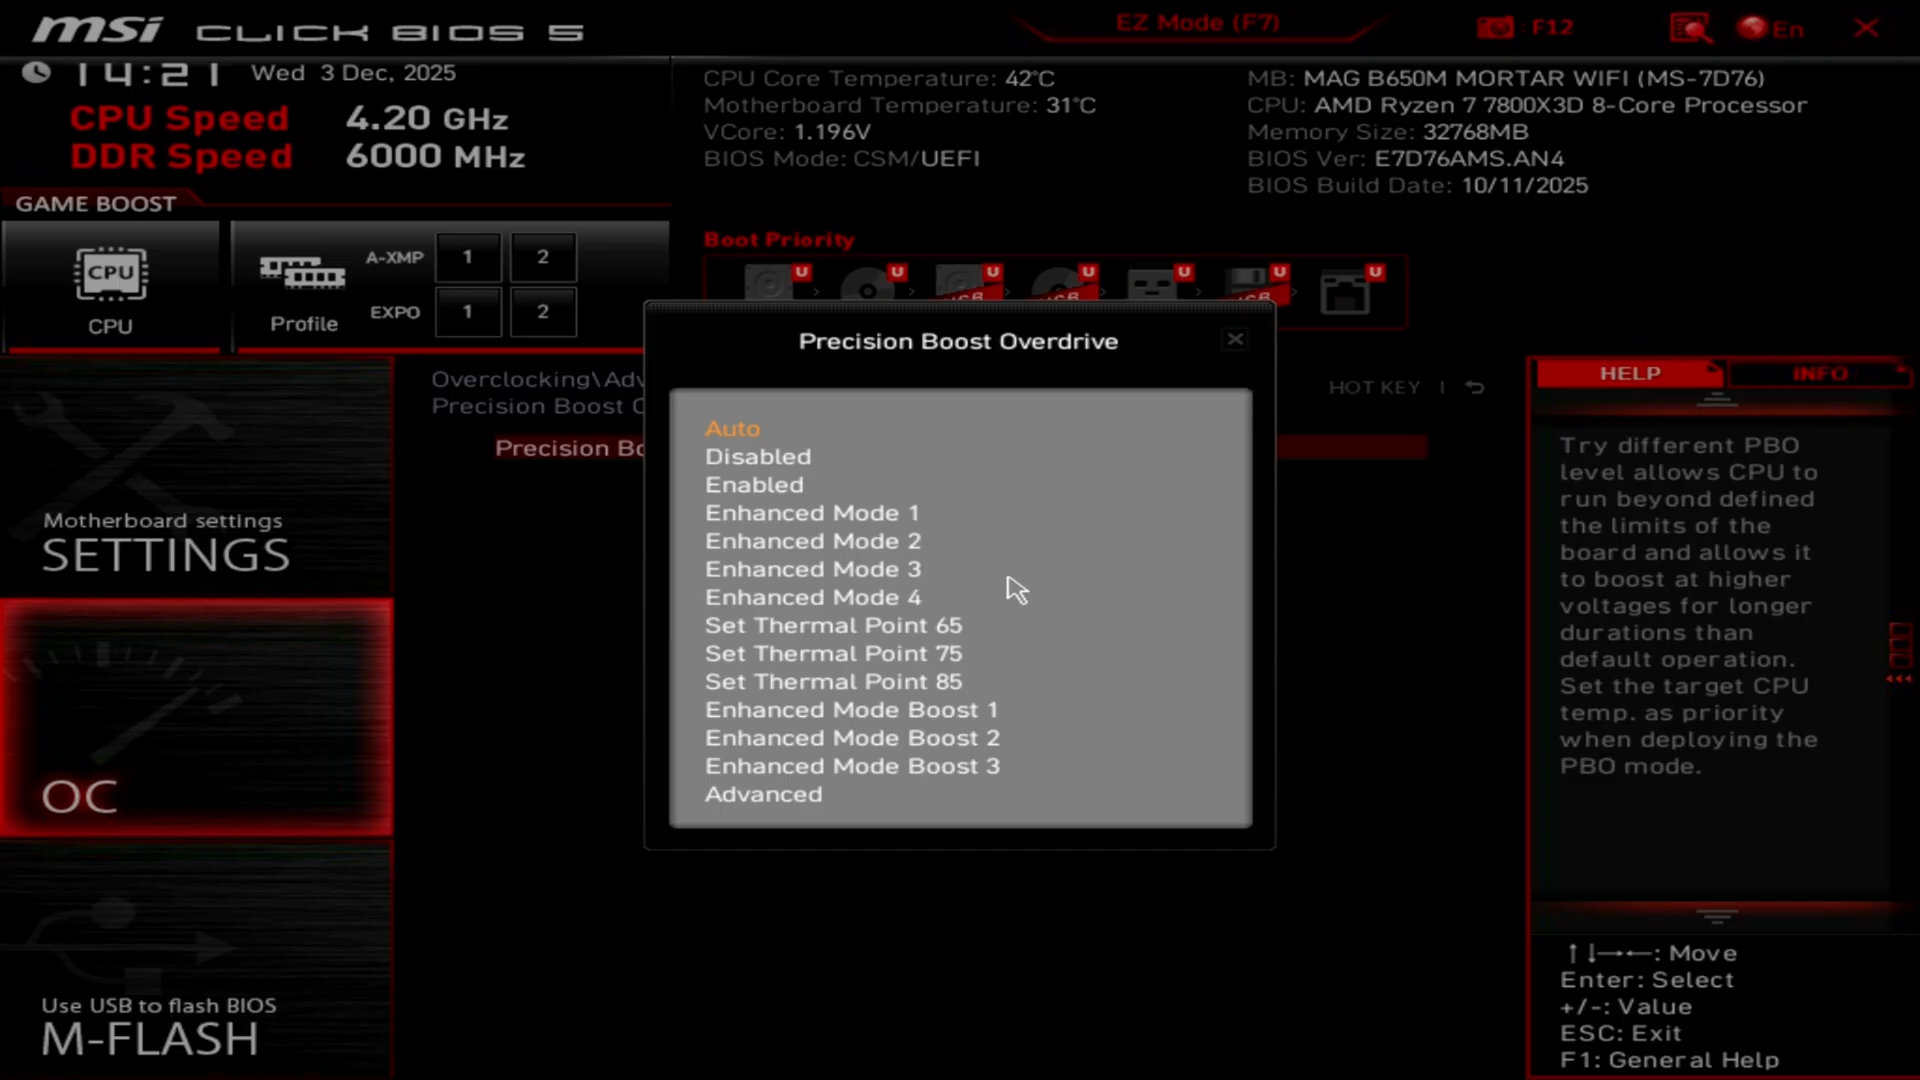 msi CLICK BIOS 5
EZ Mode (F7)
: F12
En
14:21 Wed 3 Dec, 2025
CPU Speed 4.20 GHz
DDR Speed 6000 MHz
CPU Core Temperature: 42°C
Motherboard Temperature: 31°C
VCore: 1.196V
BIOS Mode: CSM/UEFI
MB: MAG B650M MORTAR WIFI (MS-7D76)
CPU: AMD Ryzen 7 7800X3D 8-Core Processor
Memory Size: 32768MB
BIOS Ver: E7D76AMS.AN4
BIOS Build Date: 10/11/2025
GAME BOOST
CPU
CPU
Profile
A-XMP 1 2
EXPO 1 2
Boot Priority
U U U U U U U
Motherboard settings
SETTINGS
OC
Use USB to flash BIOS
M-FLASH
Overclocking\Adv
Precision Boost O
Precision Bo
HOT KEY
Precision Boost Overdrive
Auto
Disabled
Enabled
Enhanced Mode 1
Enhanced Mode 2
Enhanced Mode 3
Enhanced Mode 4
Set Thermal Point 65
Set Thermal Point 75
Set Thermal Point 85
Enhanced Mode Boost 1
Enhanced Mode Boost 2
Enhanced Mode Boost 3
Advanced
HELP
INFO
Try different PBO
level allows CPU to
run beyond defined
the limits of the
board and allows it
to boost at higher
voltages for longer
durations than
default operation.
Set the target CPU
temp. as priority
when deploying the
PBO mode.
↑↓→←: Move
Enter: Select
+/-: Value
ESC: Exit
F1: General Help